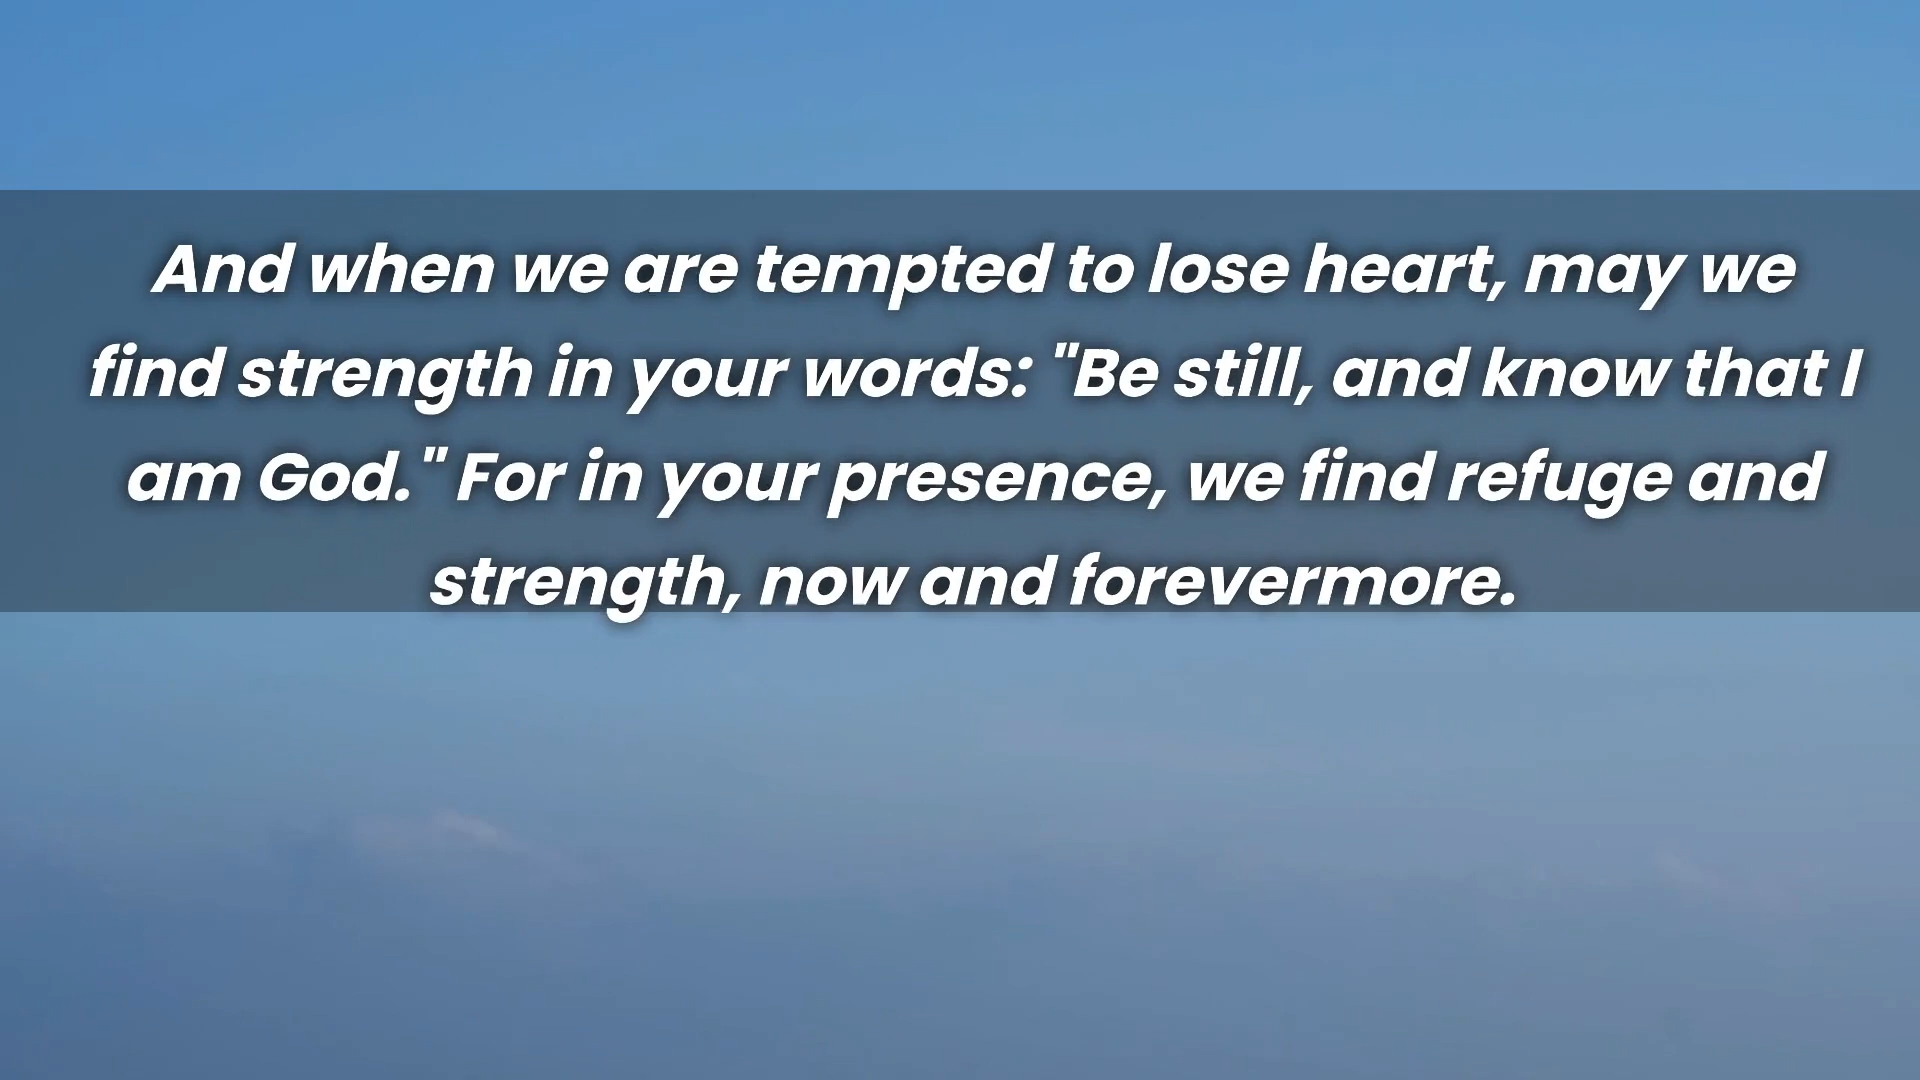 And when we are tempted to lose heart, may we
find strength in your words: "Be still, and know that I
am God." For in your presence, we find refuge and
strength, now and forevermore.